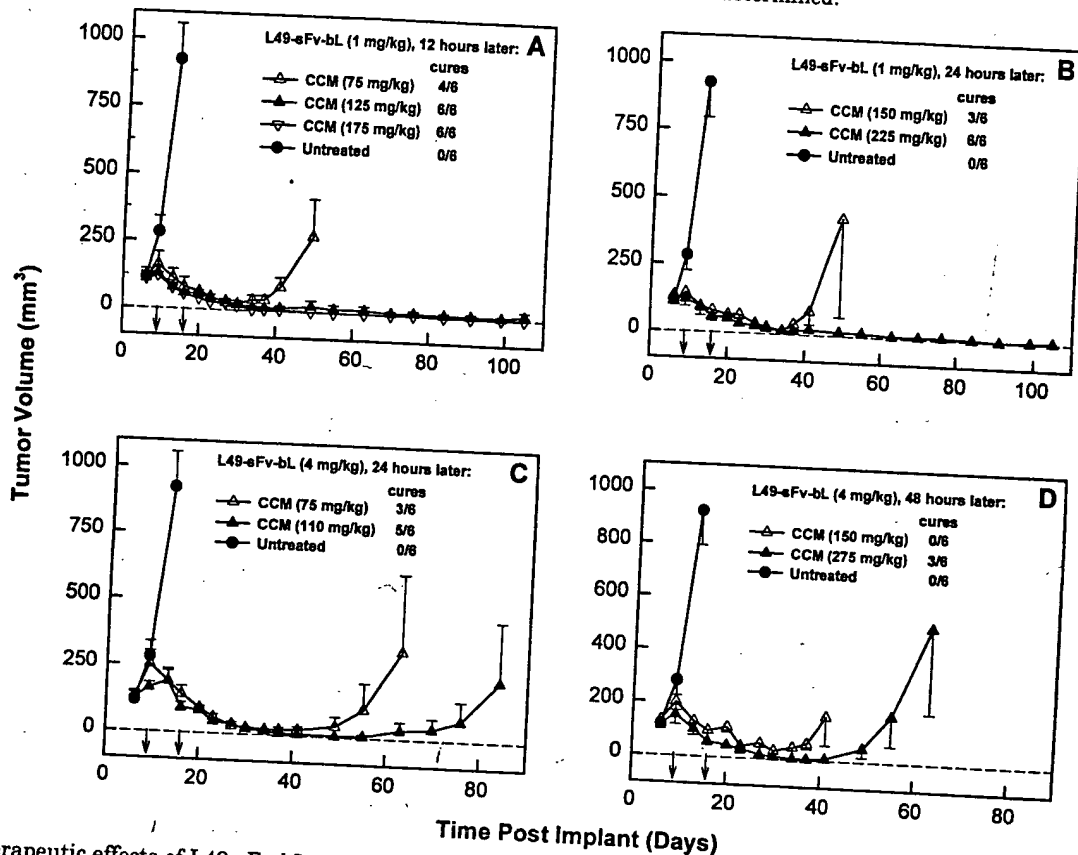 determined.
Tumor Volume (mm³)
A
L49-sFv-bL (1 mg/kg), 12 hours later:
cures
CCM (75 mg/kg) 4/6
CCM (125 mg/kg) 6/6
CCM (175 mg/kg) 6/6
Untreated 0/6
1000
750
500
250
0
0 20 40 60 80 100
B
L49-sFv-bL (1 mg/kg), 24 hours later:
cures
CCM (150 mg/kg) 3/6
CCM (225 mg/kg) 6/6
Untreated 0/6
1000
750
500
250
0
0 20 40 60 80 100
C
L49-sFv-bL (4 mg/kg), 24 hours later:
cures
CCM (75 mg/kg) 3/6
CCM (110 mg/kg) 5/6
Untreated 0/6
1000
750
500
250
0
0 20 40 60 80
D
L49-sFv-bL (4 mg/kg), 48 hours later:
cures
CCM (150 mg/kg) 0/6
CCM (275 mg/kg) 3/6
Untreated 0/6
1000
800
600
400
200
0
0 20 40 60 80
Time Post Implant (Days)
effects of L49